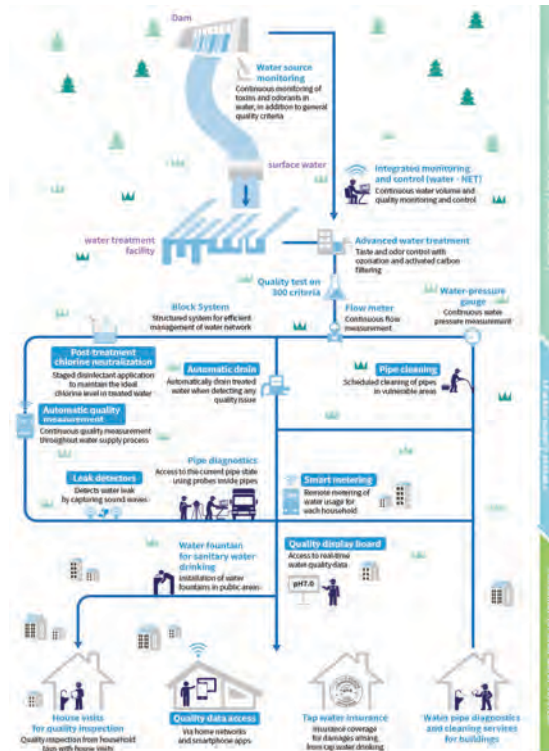 Dam
Water source
monitoring
Continuous monitoring of
toxins and odorants in
water, in addition to general
quality criteria
surface water
Integrated monitoring
and control (water - NET)
Continuous water volume and
quality monitoring and control
water treatment
facility
Advanced water treatment
Taste and odor control with
ozonation and activated carbon
filtering
Quality test on
300 criteria
Block System
Structured system for efficient
management of water network
Flow meter
Continuous flow
measurement
Water-pressure
gauge
Continuous water
pressure measurement
Post-treatment
chlorine neutralization
Staged disinfectant application
to maintain the ideal
chlorine level in treated water
Automatic drain
Automatically drain treated
water when detecting any
quality issue
Pipe cleaning
Scheduled cleaning of pipes
in vulnerable areas
Automatic quality
measurement
Continuous quality measurement
throughout water supply process
Leak detectors
Detects water leak
by capturing sound waves
Pipe diagnostics
Access to the current pipe state
using probes inside pipes
Smart metering
Remote metering of
water usage for
each household
Water fountain
for sanitary water
drinking
Installation of water
fountains in public areas
Quality display board
Access to real-time
water quality data
pH7.0
House visits
for quality inspection
Quality inspection from household
taps with house visits
Quality data access
Via home networks
and smartphone apps
Tap water insurance
Insurance coverage
for damages arising
from tap water drinking
Water pipe diagnostics
and cleaning services
for buildings